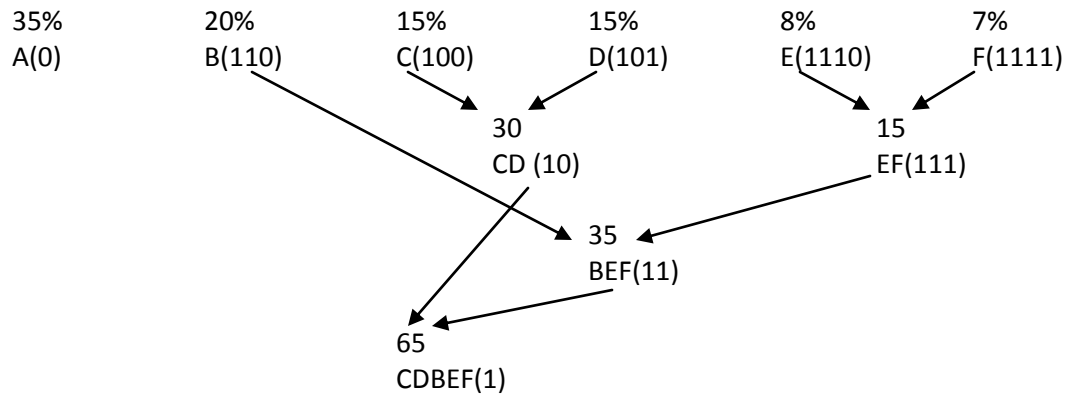 35% 20% 15% 15% 8% 7%
A(0) B(110) C(100) D(101) E(1110) F(1111)
30 15
CD (10) EF(111)
35
BEF(11)
65
CDBEF(1)